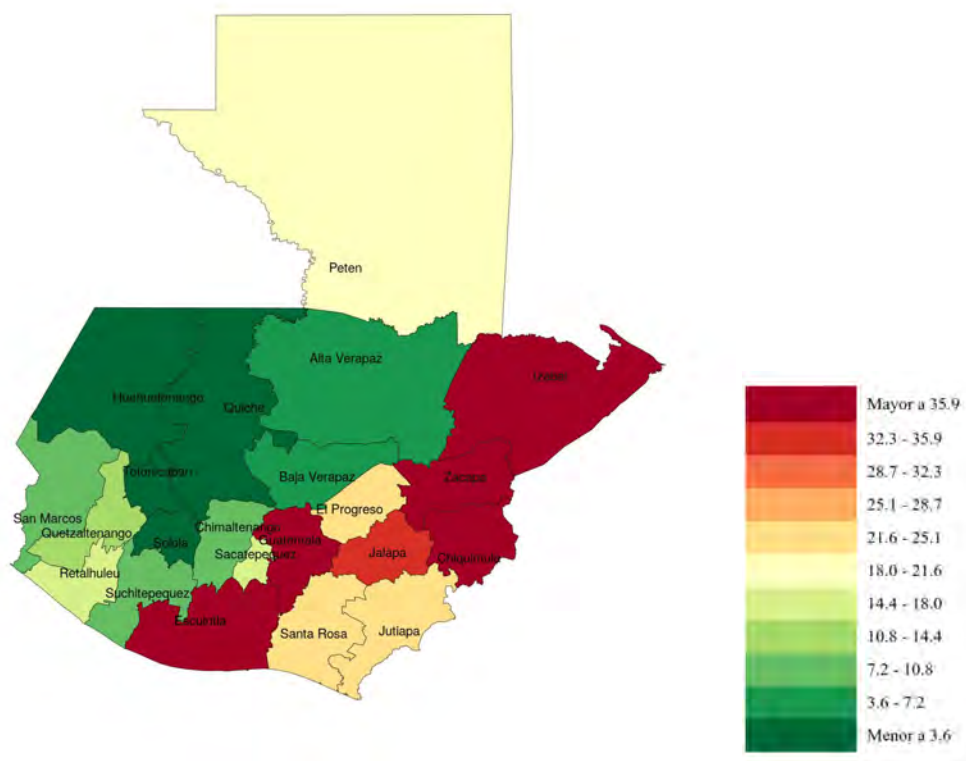 Peten
Alta Verapaz
Izabal
Huehuetenango
Quiche
Totonicapan
Baja Verapaz
Zacapa
El Progreso
San Marcos
Quetzaltenango
Chimaltenango
Solola
Guatemala
Sacatepequez
Jalapa
Chiquimula
Retalhuleu
Suchitepequez
Escuintla
Santa Rosa
Jutiapa
Mayor a 35.9
32.3 - 35.9
28.7 - 32.3
25.1 - 28.7
21.6 - 25.1
18.0 - 21.6
14.4 - 18.0
10.8 - 14.4
7.2 - 10.8
3.6 - 7.2
Menor a 3.6